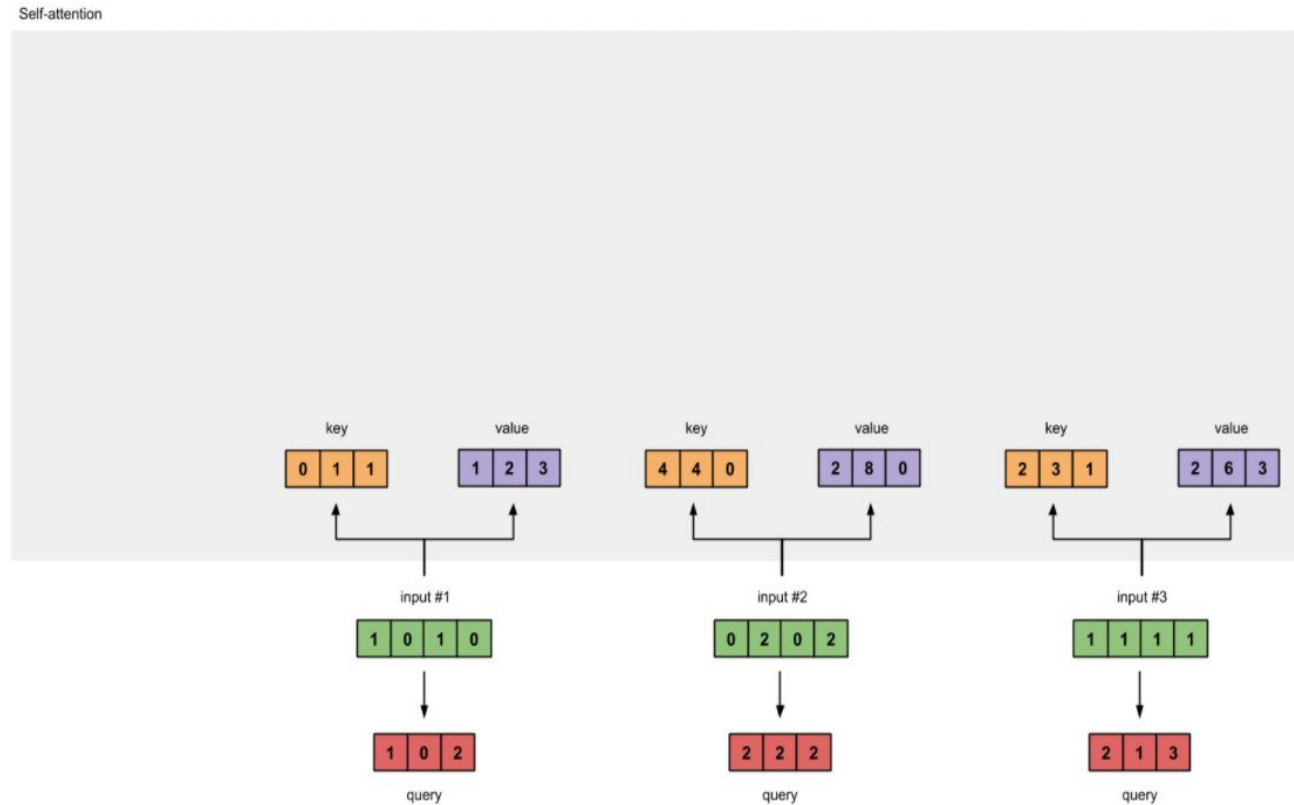 Self-attention
key value key value key value
0 1 1 1 2 3 4 4 0 2 8 0 2 3 1 2 6 3
input #1 input #2 input #3
1 0 1 0 0 2 0 2 1 1 1 1
1 0 2 2 2 2 2 1 3
query query query